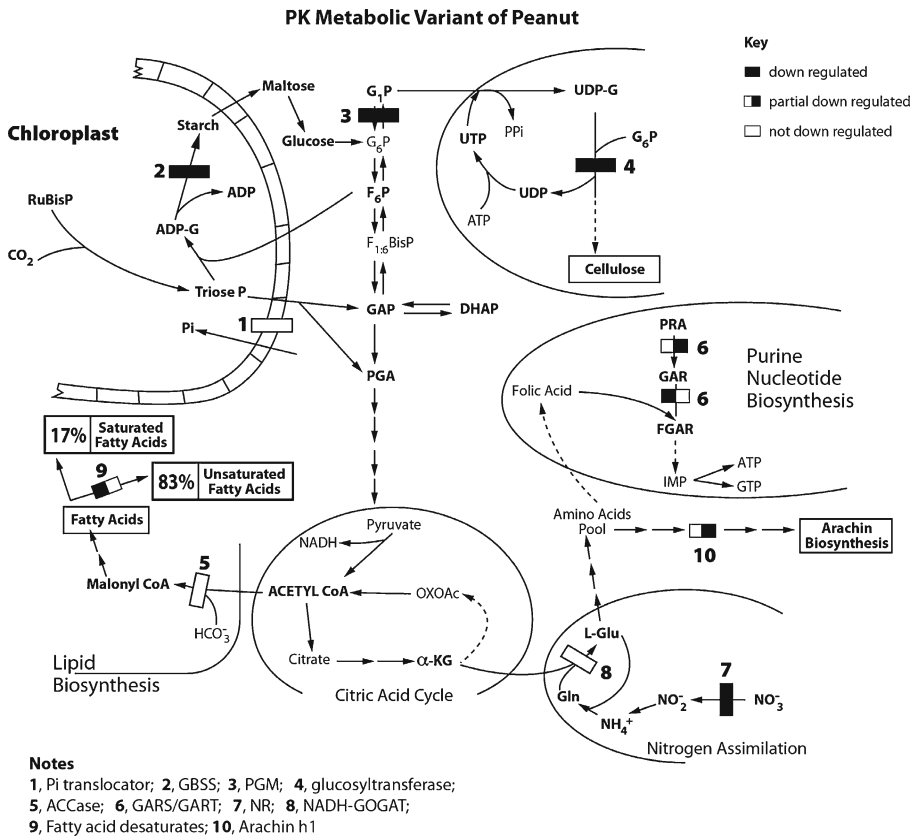 PK Metabolic Variant of Peanut
Key
down regulated
partial down regulated
not down regulated
Chloroplast
Maltose
Starch
Glucose
2
ADP
RuBisP
ADP-G
CO2
Triose P
1
Pi
G1P
3
G6P
F6P
F1:6BisP
GAP
DHAP
PGA
UDP-G
UTP
PPi
G6P
4
UDP
ATP
Cellulose
PRA
6
GAR
6
Folic Acid
FGAR
IMP
ATP
GTP
Purine
Nucleotide
Biosynthesis
17%
Saturated
Fatty Acids
9
83%
Unsaturated
Fatty Acids
Fatty Acids
5
Malonyl CoA
HCO3-
Lipid
Biosynthesis
Pyruvate
NADH
ACETYL CoA
OXOAc
Citrate
α-KG
Citric Acid Cycle
Amino Acids
Pool
10
Arachin
Biosynthesis
L-Glu
8
7
Gln
NO2-
NO3-
NH4+
Nitrogen Assimilation
Notes
1, Pi translocator; 2, GBSS; 3, PGM; 4, glucosyltransferase;
5, ACCase; 6, GARS/GART; 7, NR; 8, NADH-GOGAT;
9, Fatty acid desaturates; 10, Arachin h1